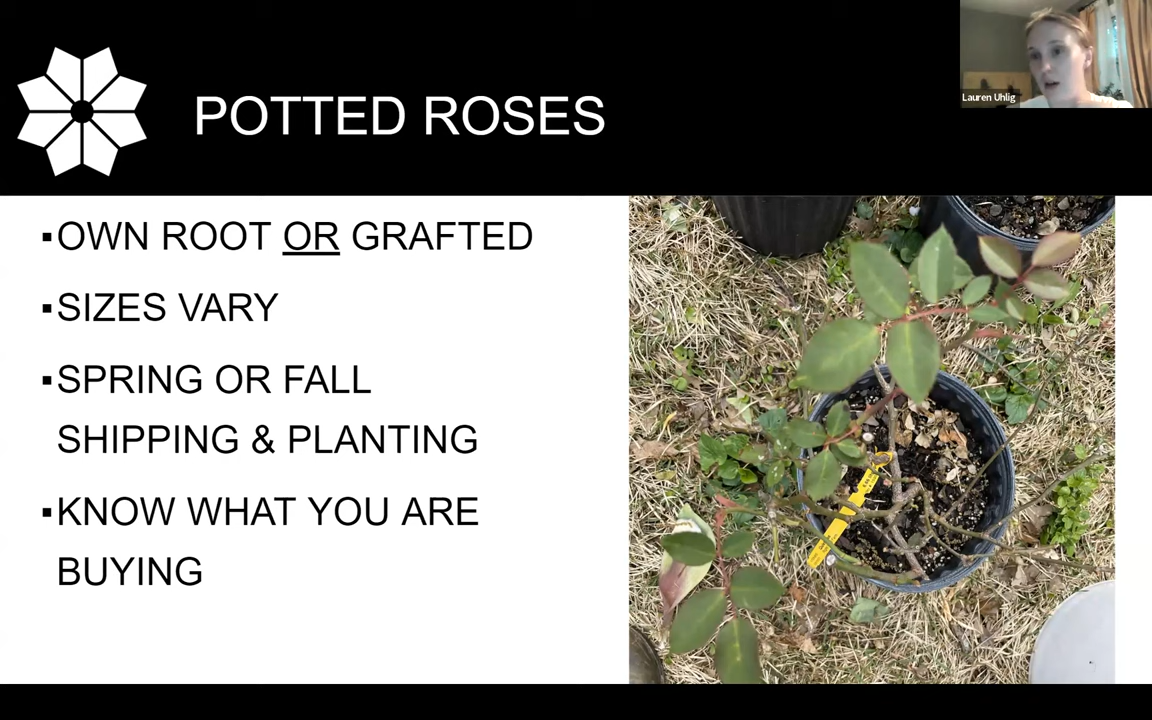 Lauren Uhlig
POTTED ROSES
▪OWN ROOT OR GRAFTED
▪SIZES VARY
▪SPRING OR FALL
SHIPPING & PLANTING
▪KNOW WHAT YOU ARE
BUYING